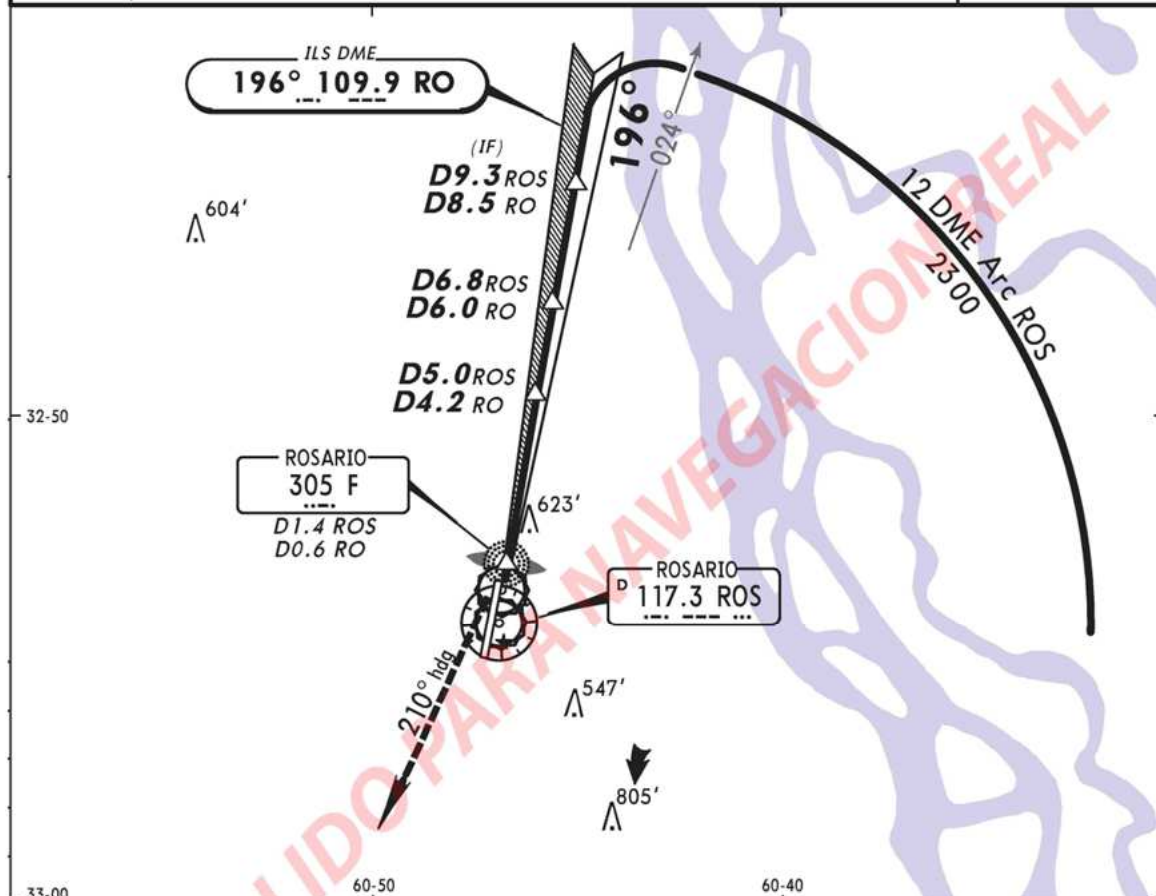 ILS DME
196° 109.9 RO
(IF)
D9.3 ROS
D8.5 RO
196°
024°
12 DME Arc ROS
2300
604'
D6.8 ROS
D6.0 RO
D5.0 ROS
D4.2 RO
32-50
ROSARIO
305 F
D1.4 ROS
D0.6 RO
623'
ROSARIO
D 117.3 ROS
210° hdg
547'
805'
33-00
60-50
60-40
LIDO PARA NAVEGACION REAL